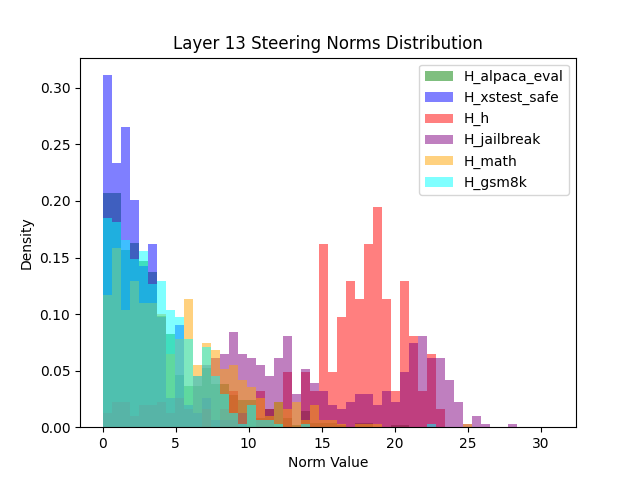 Layer 13 Steering Norms Distribution
H_alpaca_eval
H_xstest_safe
H_h
H_jailbreak
H_math
H_gsm8k
Density
0.30
0.25
0.20
0.15
0.10
0.05
0.00
0 5 10 15 20 25 30
Norm Value